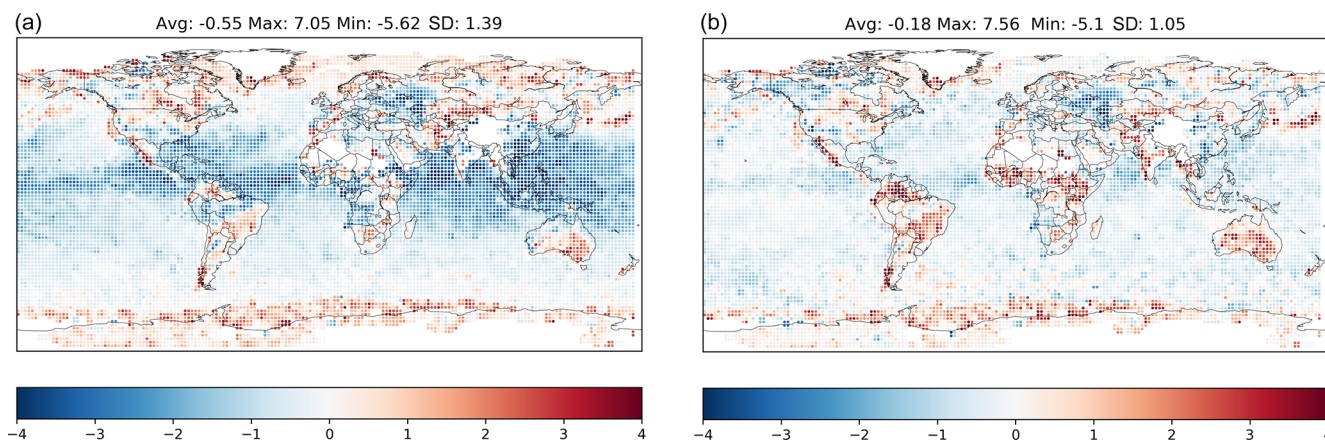 (a) Avg: -0.55 Max: 7.05 Min: -5.62 SD: 1.39
(b) Avg: -0.18 Max: 7.56 Min: -5.1 SD: 1.05
−4 −3 −2 −1 0 1 2 3 4
−4 −3 −2 −1 0 1 2 3 4